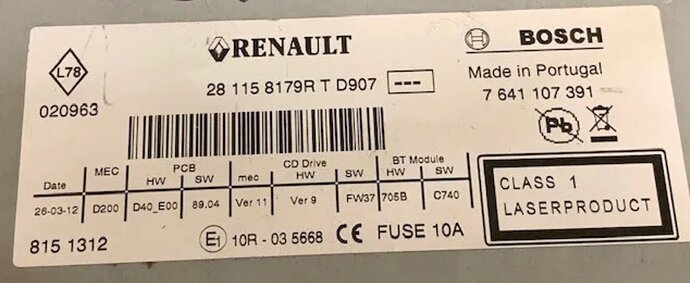 RENAULT
BOSCH
L78
28 115 8179R T D907 ---
Made in Portugal
020963
7 641 107 391
Pb
Date MEC PCB HW SW CD Drive mec HW SW BT Module HW SW
26-03-12 D200 D40_E00 89.04 Ver 11 Ver 9 FW37 705B C740
CLASS 1
LASERPRODUCT
815 1312
E1 10R - 03 5668 CE FUSE 10A